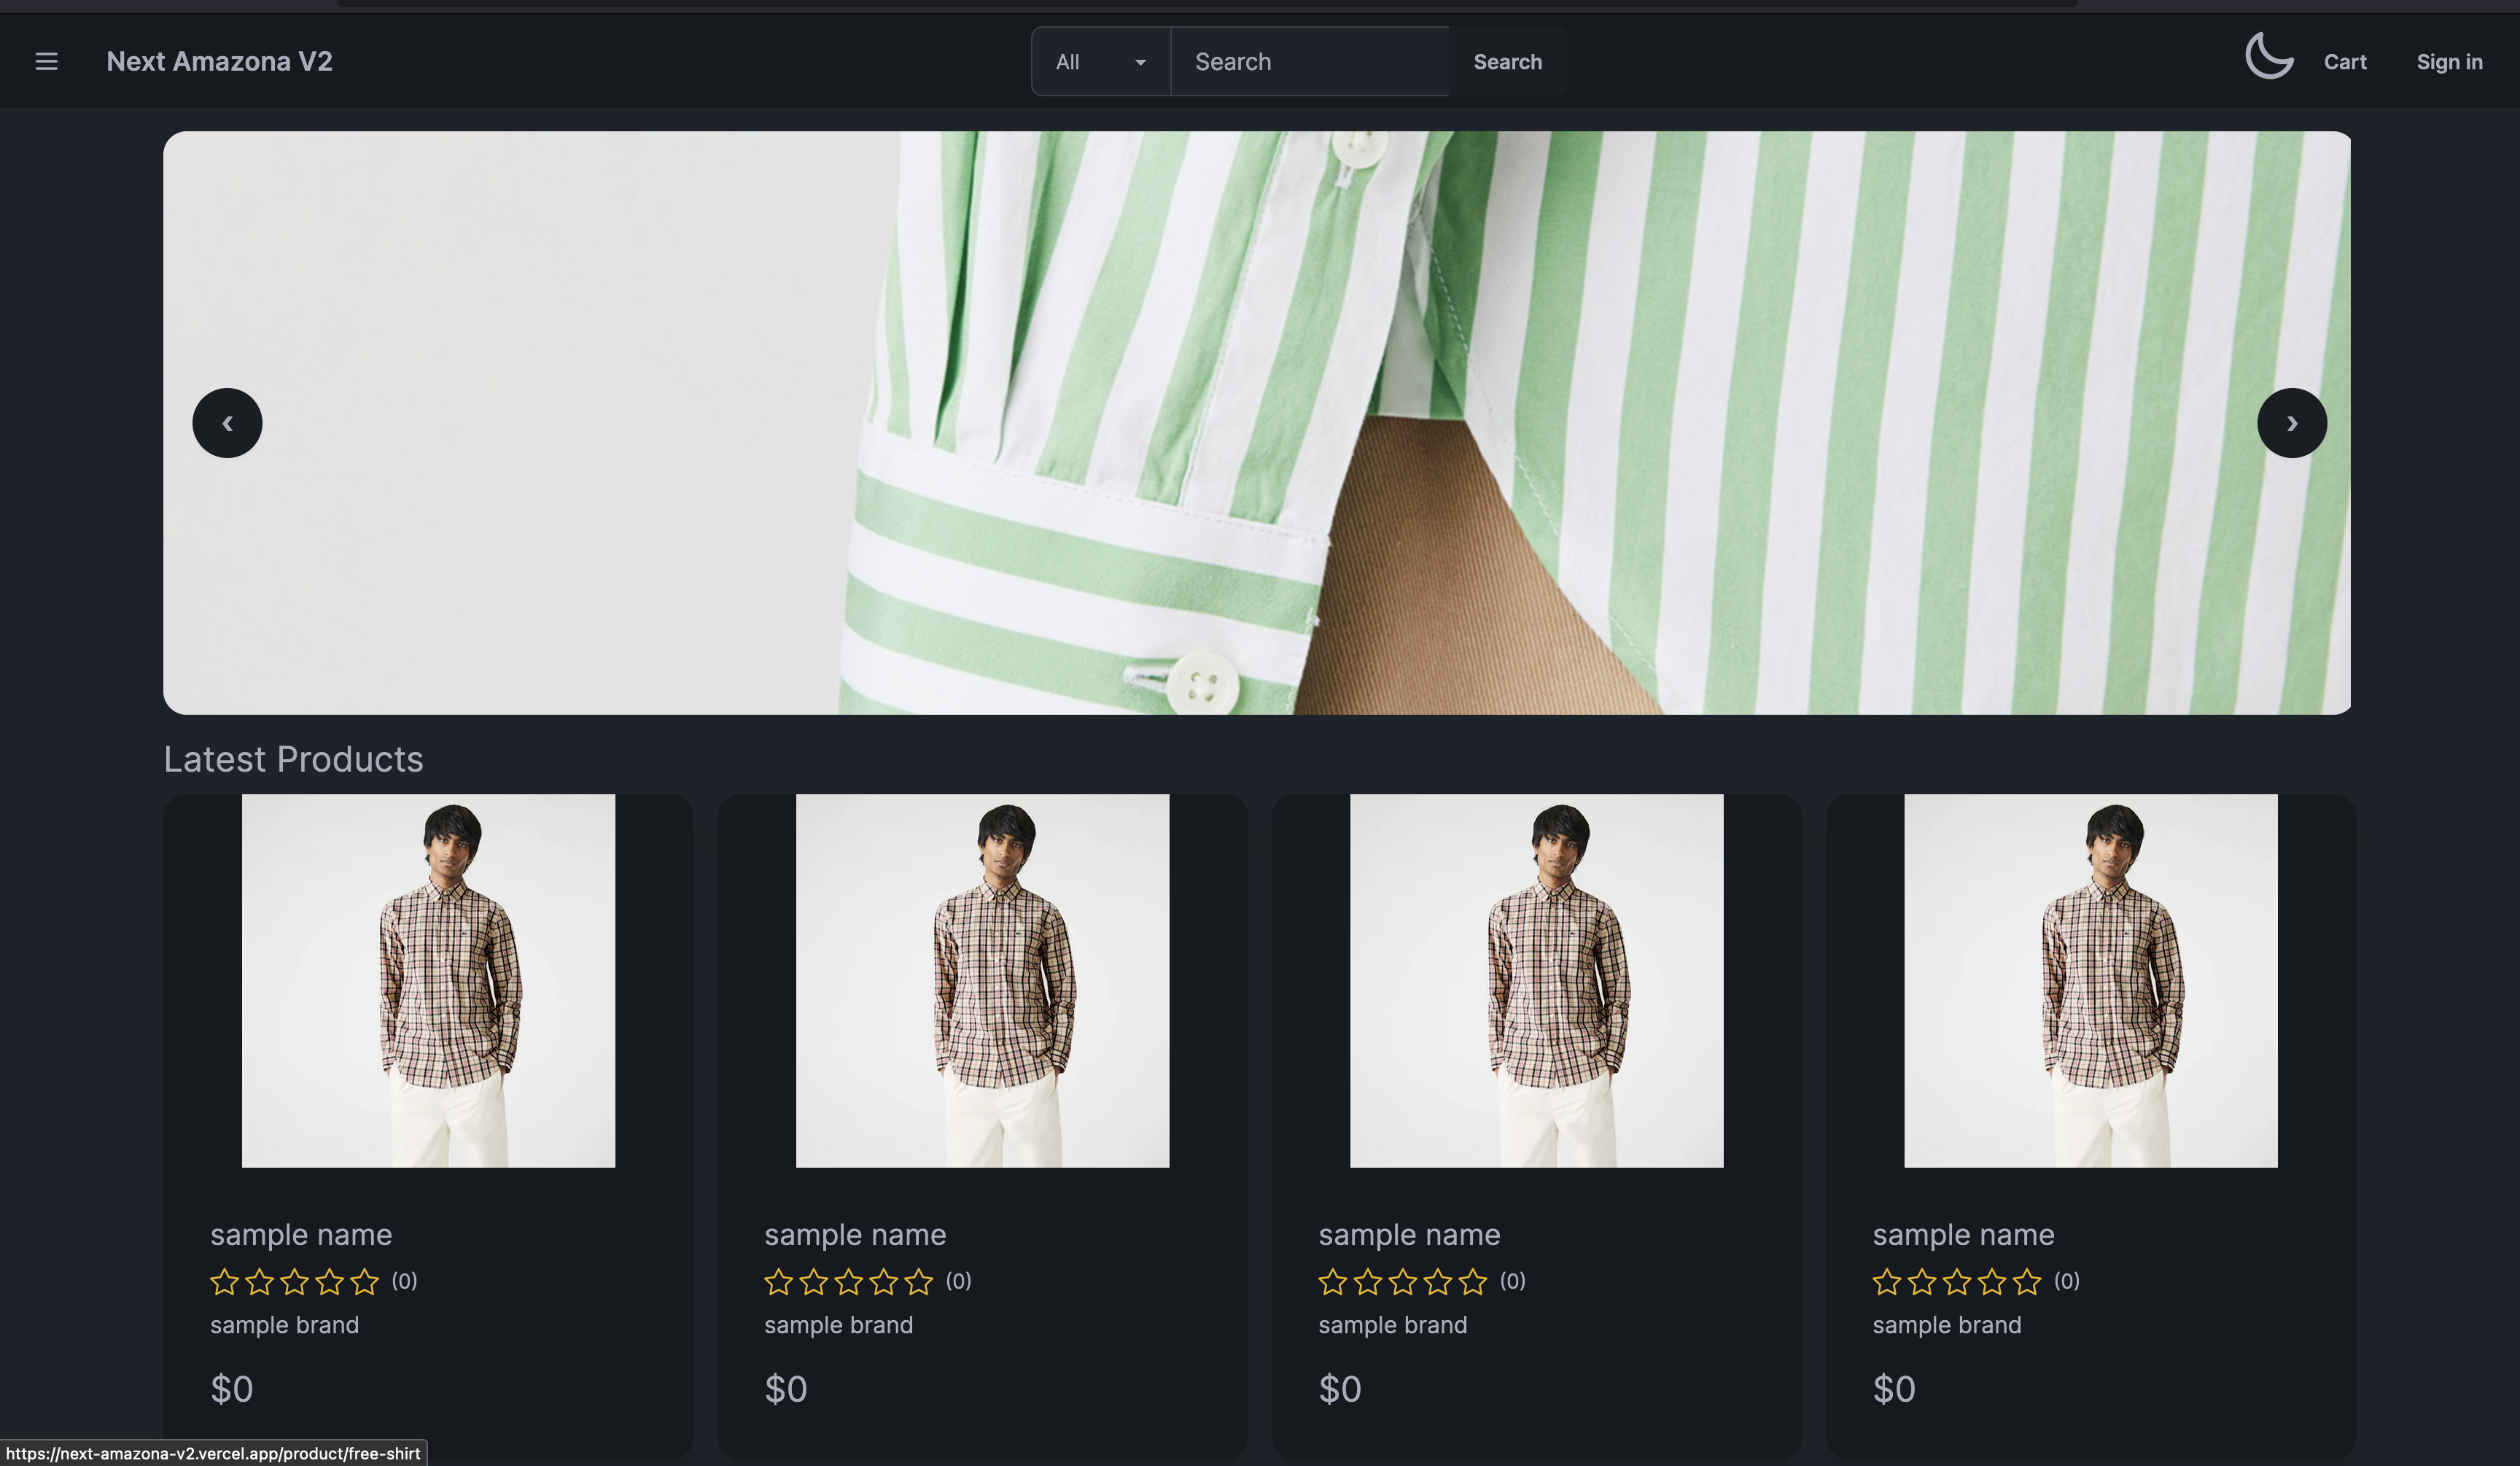 Next Amazona V2
All
Search
Search
Cart
Sign in
‹
›
Latest Products
sample name
(0)
sample brand
$0
sample name
(0)
sample brand
$0
sample name
(0)
sample brand
$0
sample name
(0)
sample brand
$0
https://next-amazona-v2.vercel.app/product/free-shirt